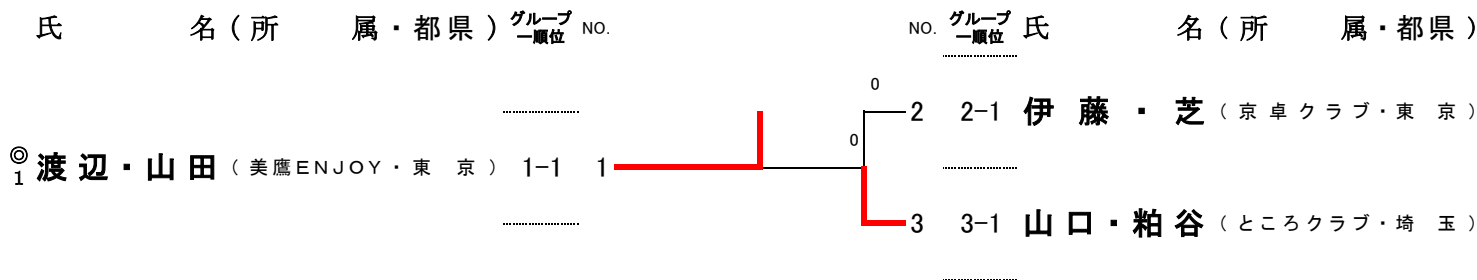 氏 名（所 属・都県） グループ―順位 NO.
NO. グループ―順位 氏 名（所 属・都県）
0
2 2-1 伊藤・芝（京卓クラブ・東京）
0
◎1 渡辺・山田（美鷹ENJOY・東京） 1-1 1
3 3-1 山口・粕谷（ところクラブ・埼玉）